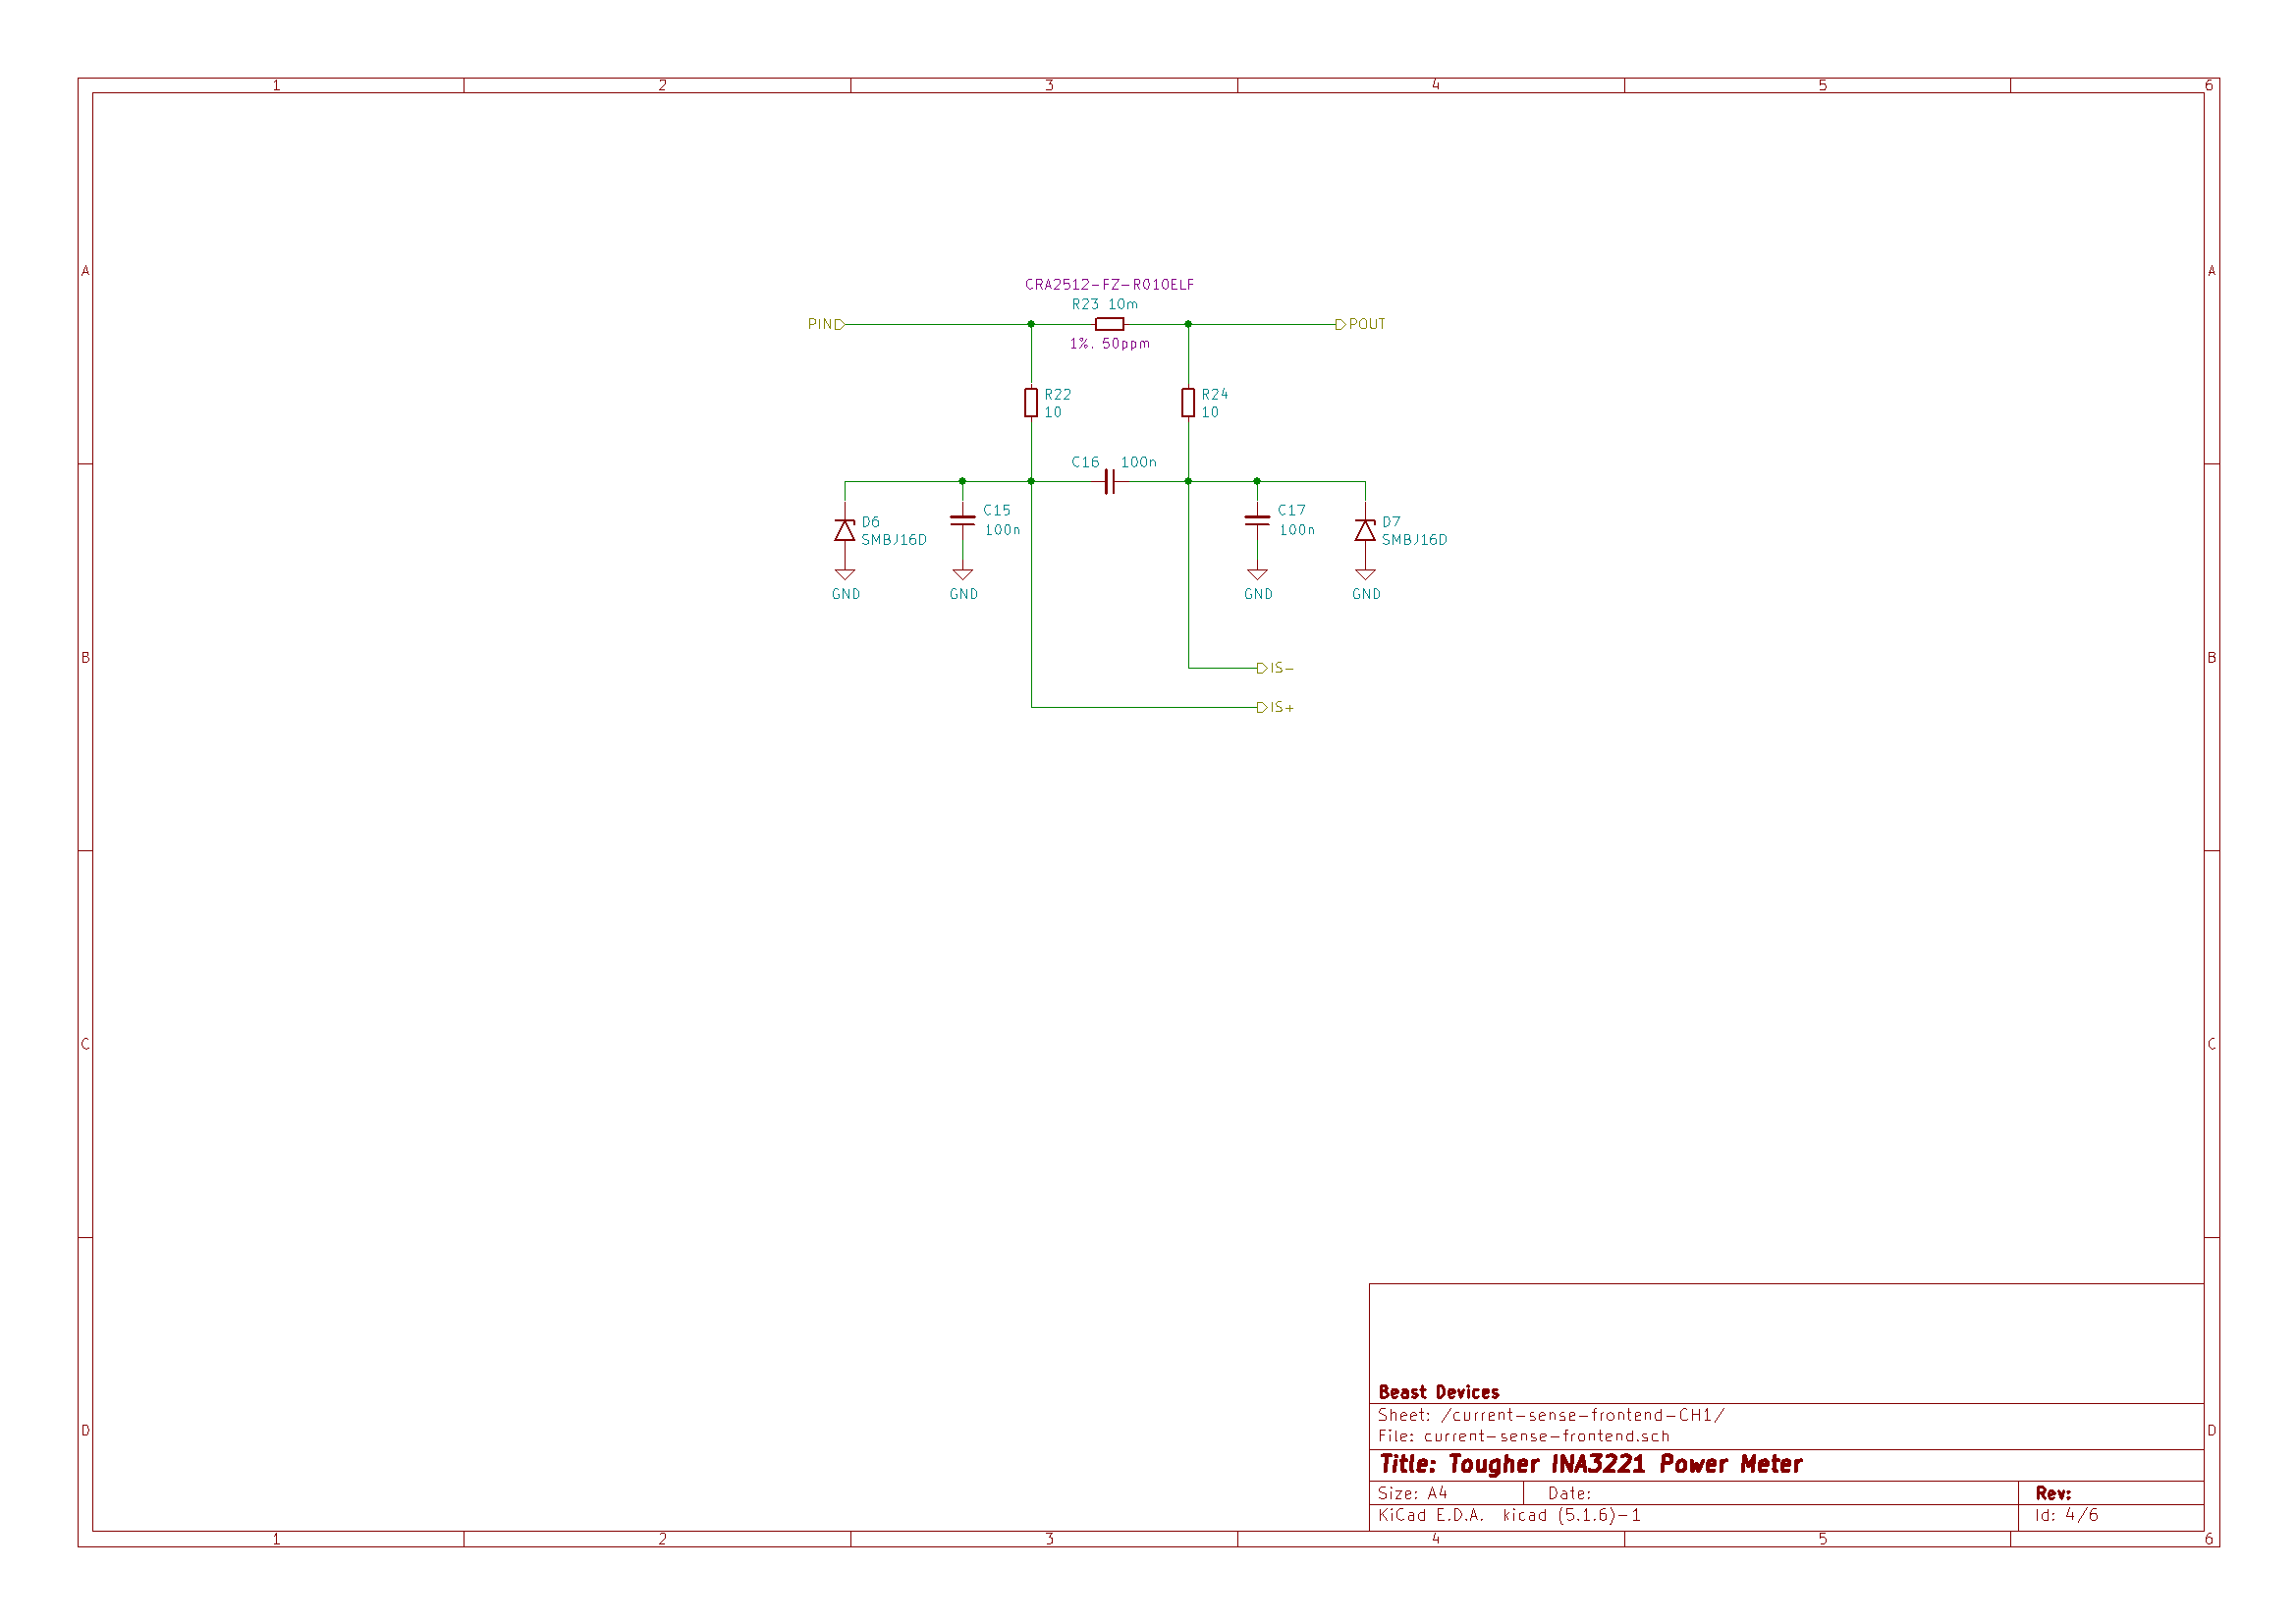 1 2 3 4 5 6
A A
CRA2512-FZ-R010ELF
R23 10m
PIN POUT
1%. 50ppm
R22 R24
10 10
C16 100n
C15 C17
100n 100n
D6 D7
SMBJ16D SMBJ16D
GND GND GND GND
B B
IS-
IS+
C C
Beast Devices
Sheet: /current-sense-frontend-CH1/
File: current-sense-frontend.sch
D D
Title: Tougher INA3221 Power Meter
Size: A4 Date: Rev:
KiCad E.D.A. kicad (5.1.6)-1 Id: 4/6
1 2 3 4 5 6